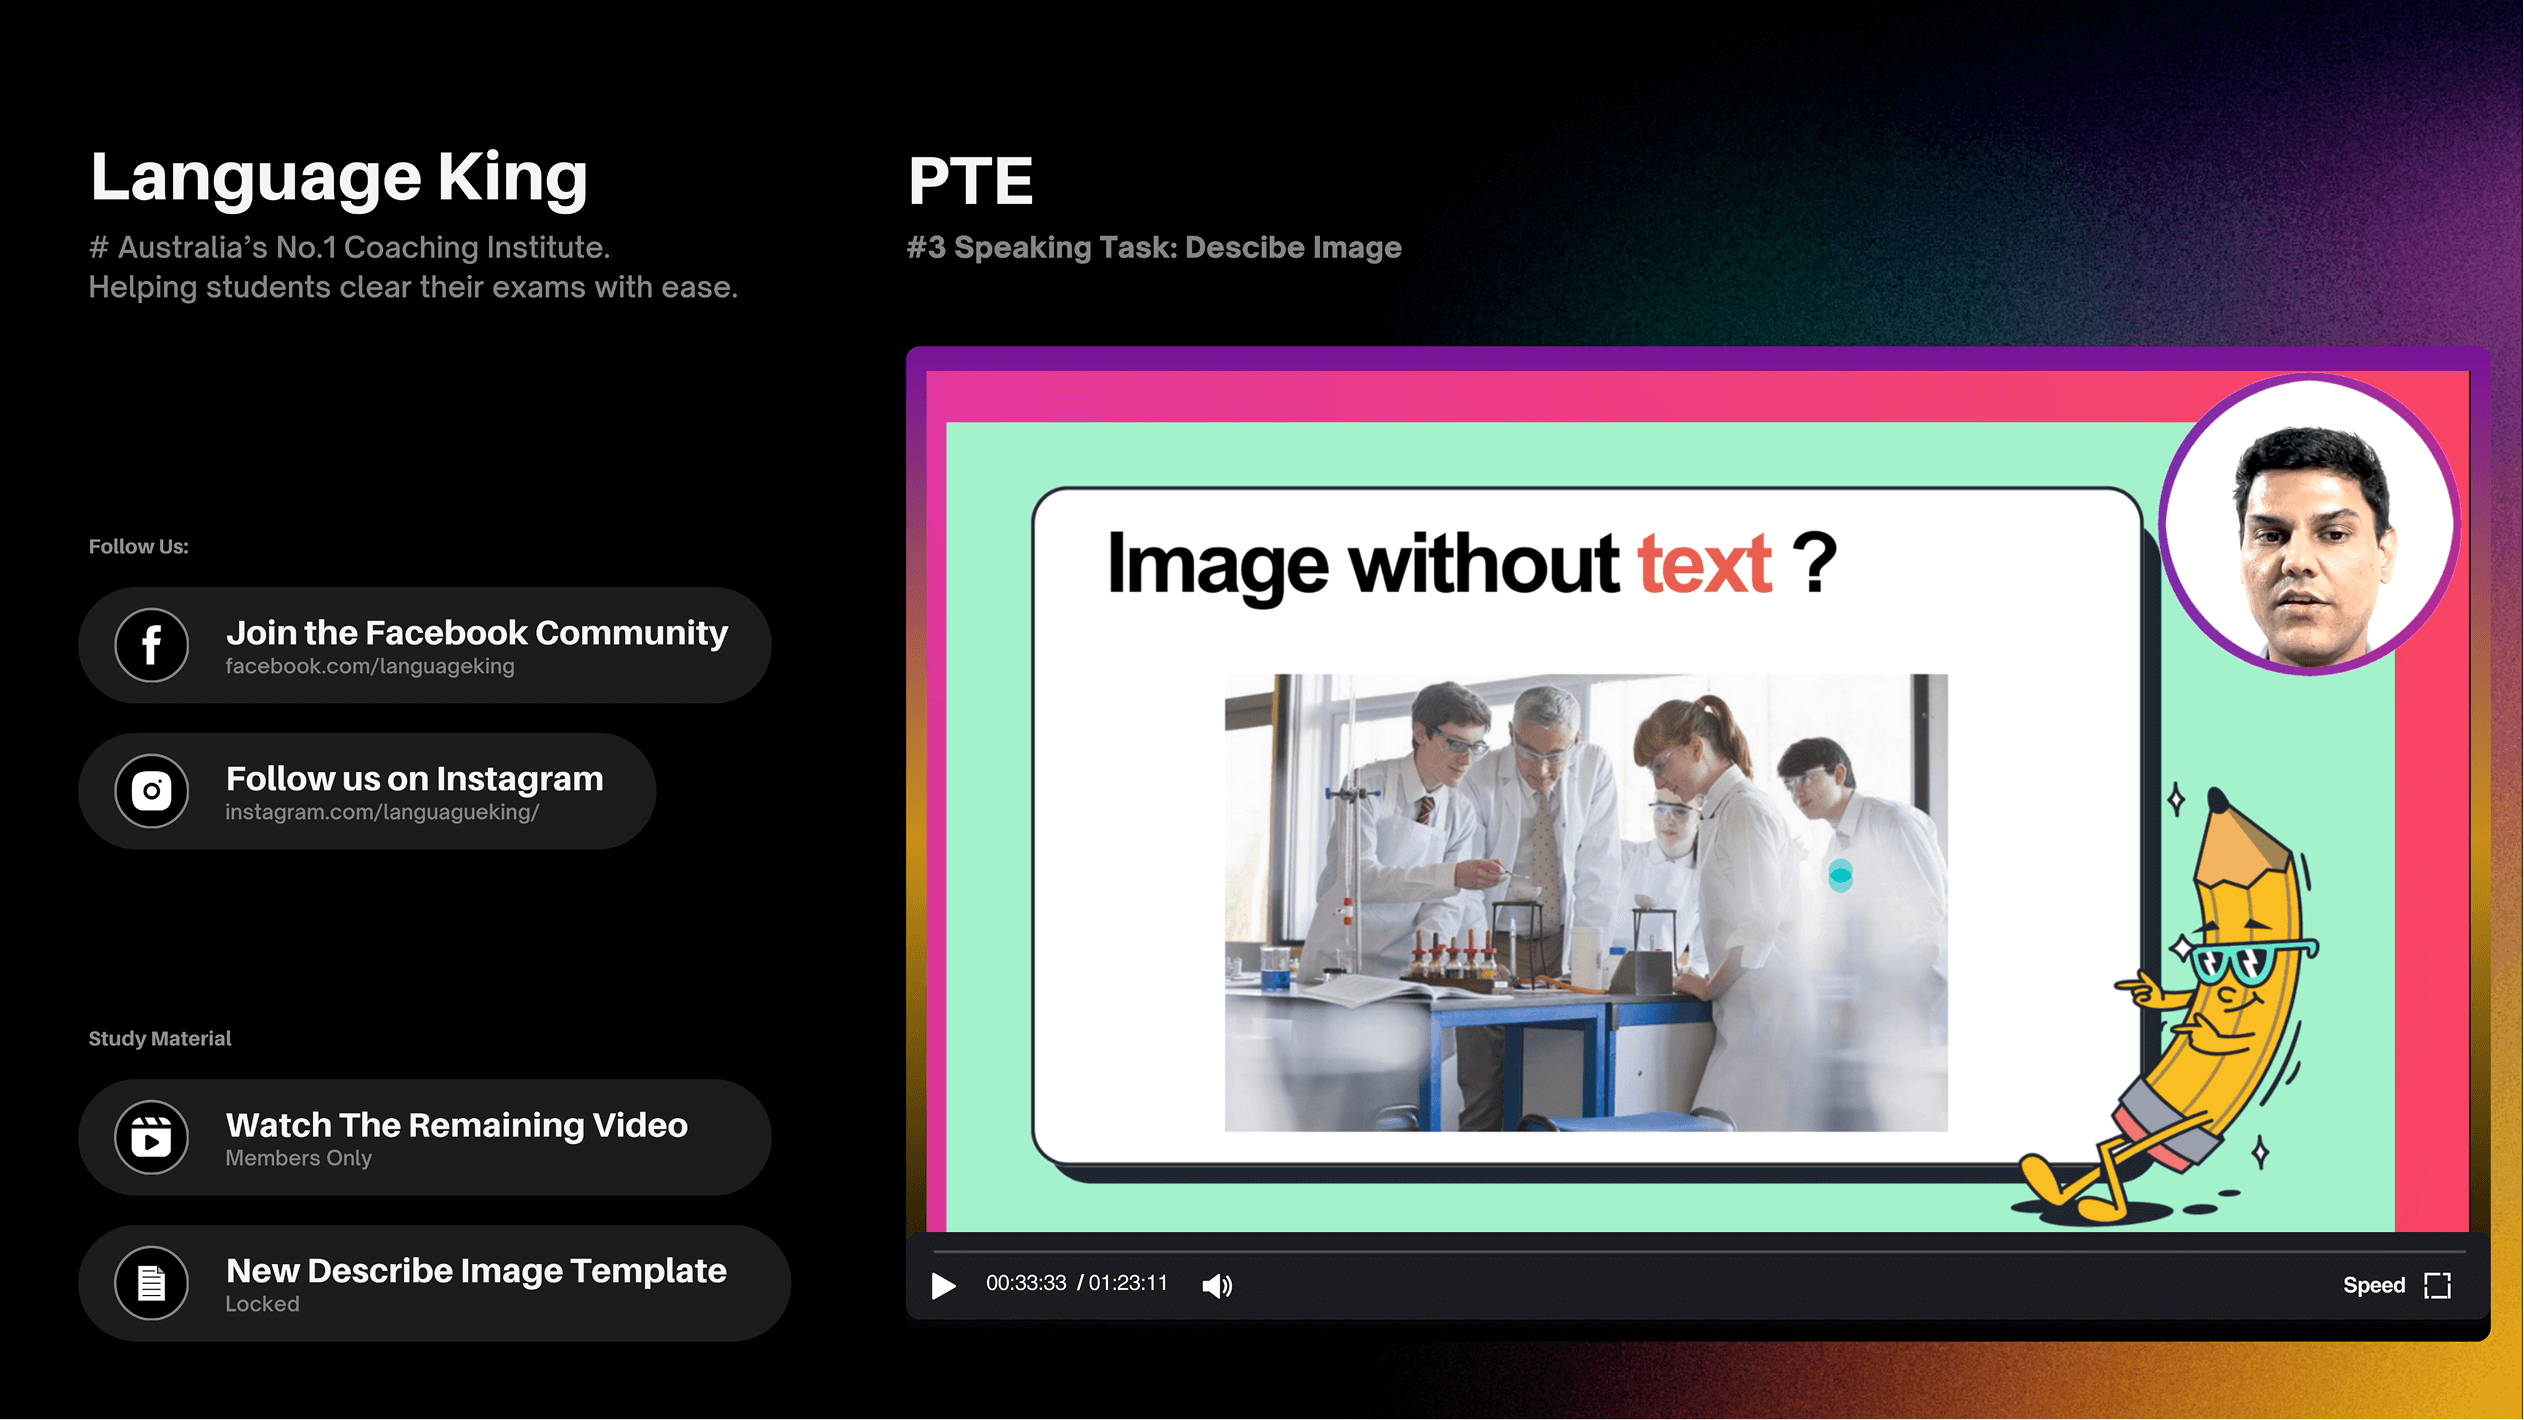 Language King
# Australia’s No.1 Coaching Institute.
Helping students clear their exams with ease.
Follow Us:
Join the Facebook Community
facebook.com/languageking
Follow us on Instagram
instagram.com/languagueking/
Study Material
Watch The Remaining Video
Members Only
New Describe Image Template
Locked
PTE
#3 Speaking Task: Descibe Image
Image without text ?
00:33:33 / 01:23:11
Speed